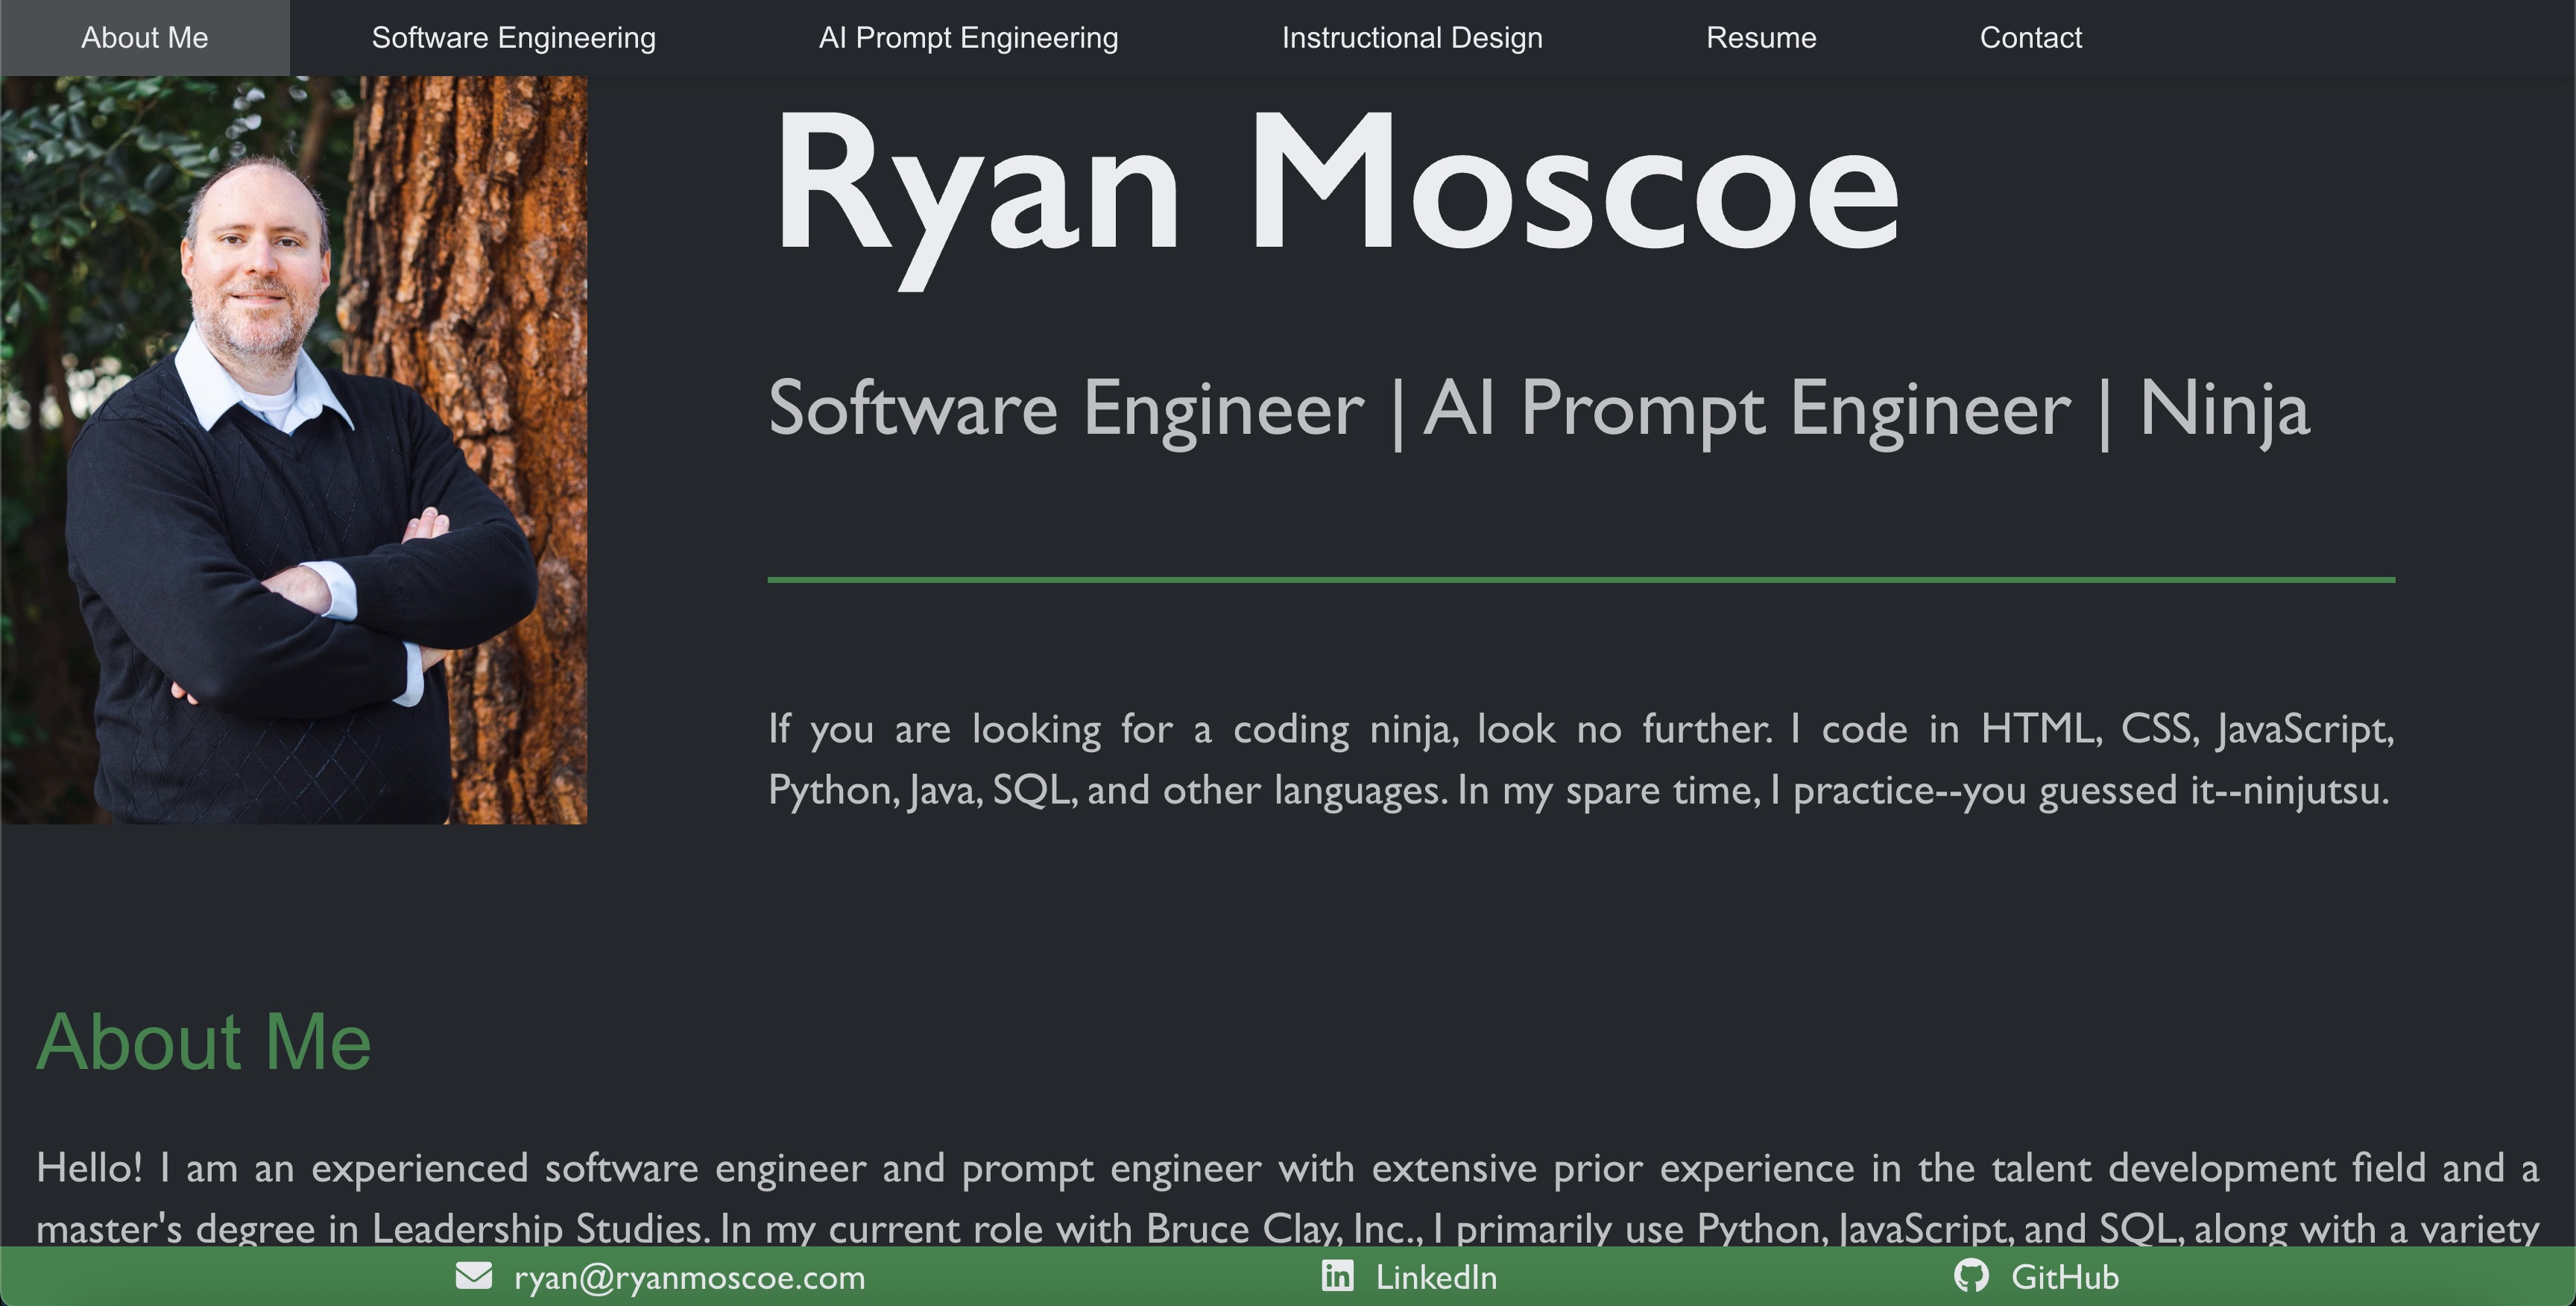 About Me Software Engineering AI Prompt Engineering Instructional Design Resume Contact
Ryan Moscoe
Software Engineer | AI Prompt Engineer | Ninja
If you are looking for a coding ninja, look no further. I code in HTML, CSS, JavaScript,
Python, Java, SQL, and other languages. In my spare time, I practice--you guessed it--ninjutsu.
About Me
Hello! I am an experienced software engineer and prompt engineer with extensive prior experience in the talent development field and a
master's degree in Leadership Studies. In my current role with Bruce Clay, Inc., I primarily use Python, JavaScript, and SQL, along with a variety
ryan@ryanmoscoe.com LinkedIn GitHub